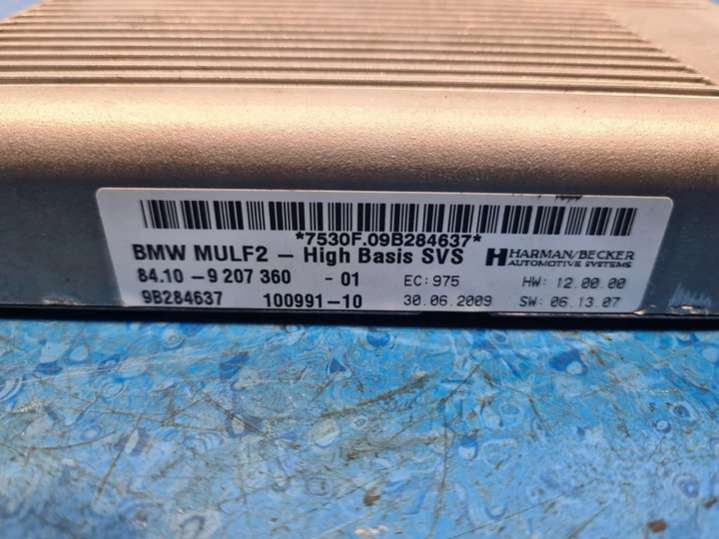 *7530F.09B284637*
BMW MULF2 – High Basis SVS
HARMAN/BECKER
AUTOMOTIVE SYSTEMS
84.10 -9 207 360 - 01 EC: 975 HW: 12.00.00
9B284637 100991-10 30.06.2009 SW: 06.13.07